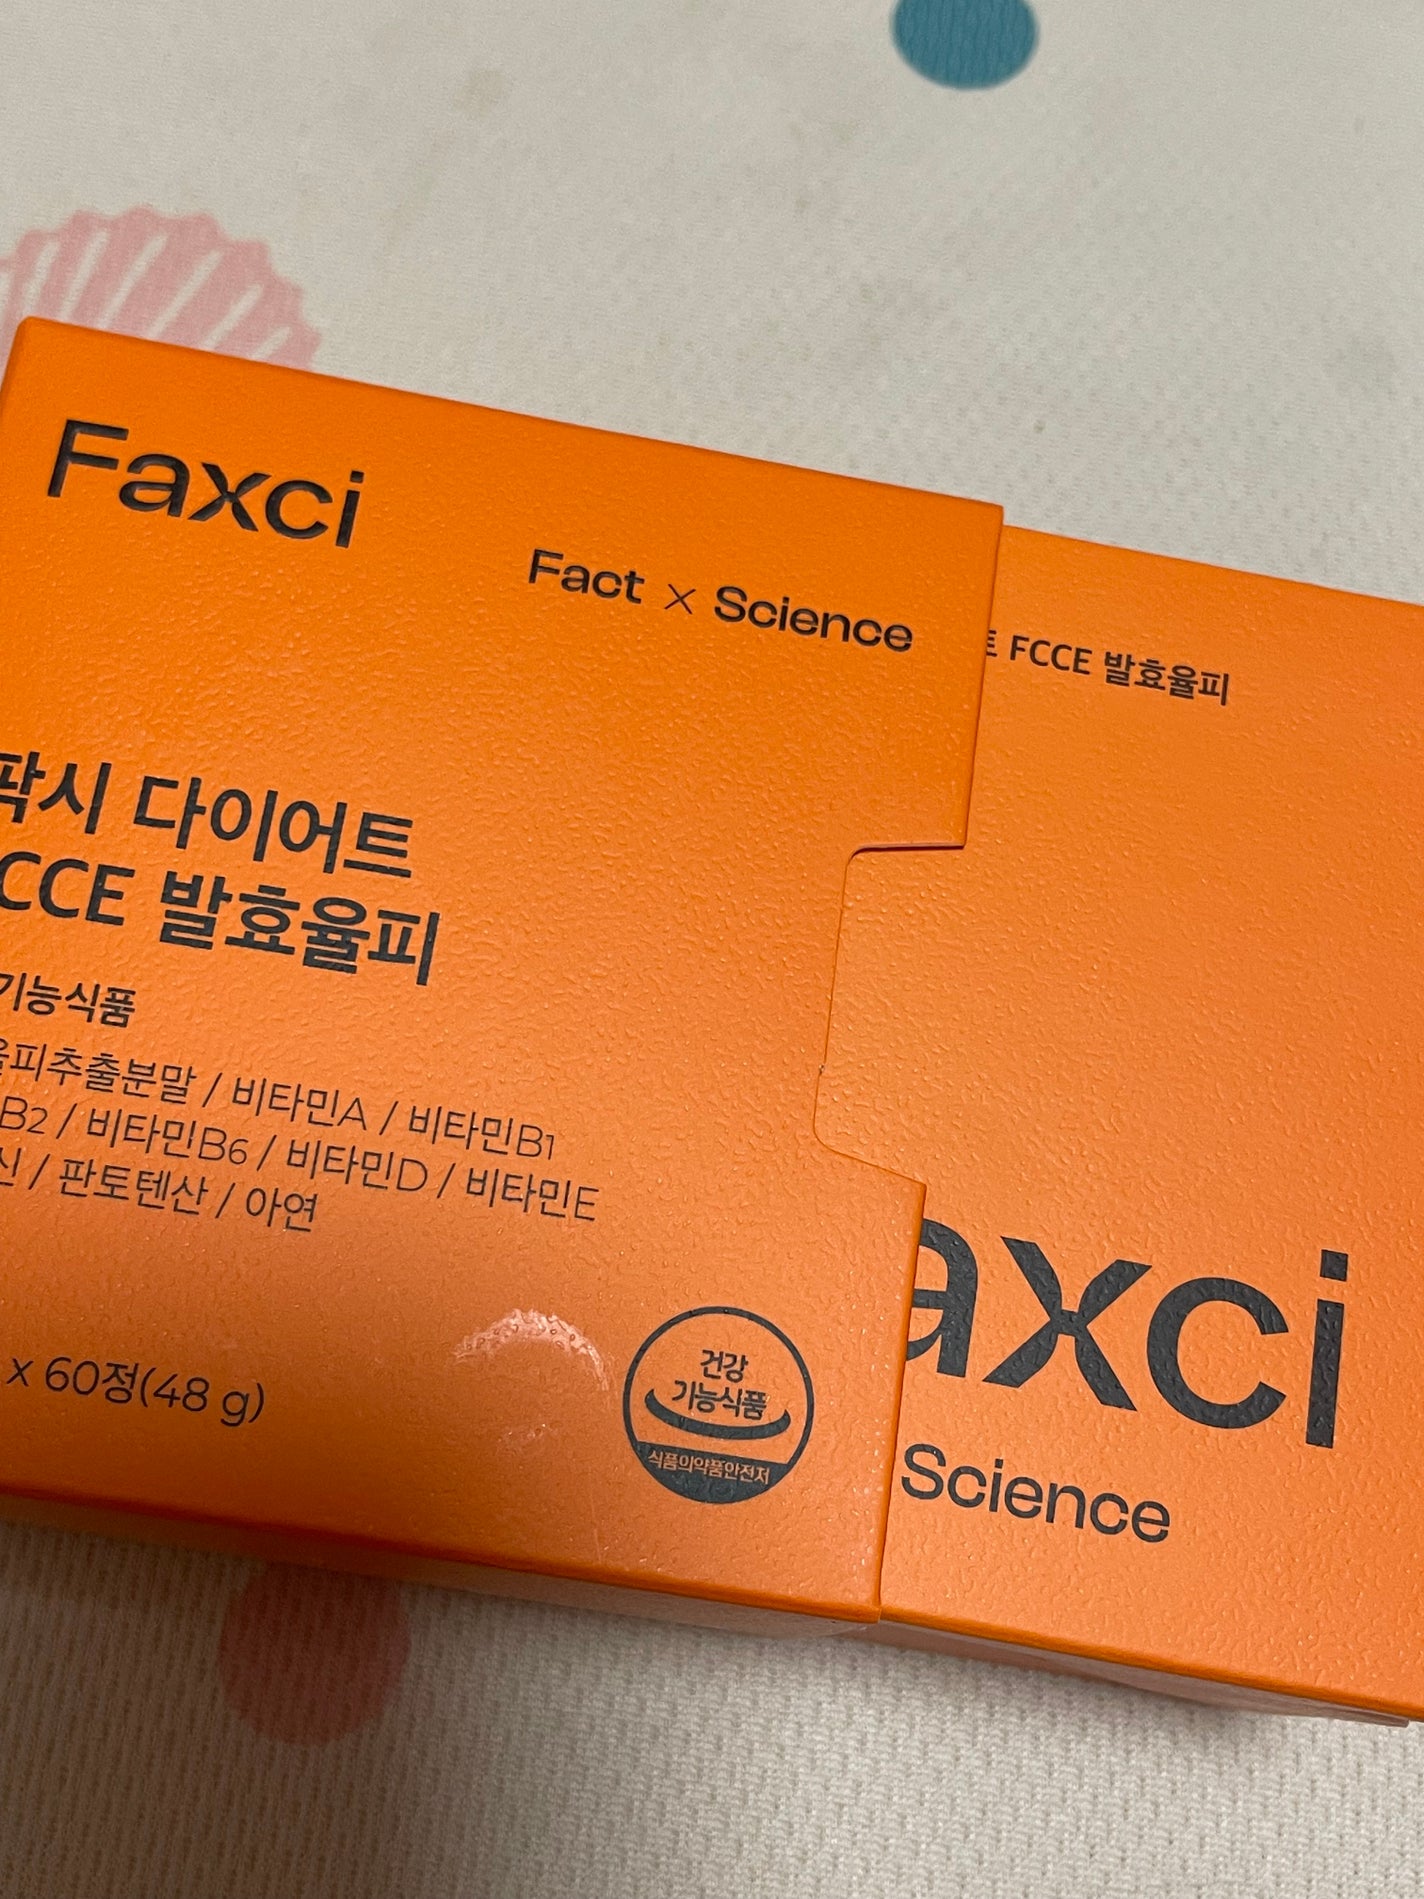 Faxci
Fact × Science
팍시 다이어트
CCE 발효율피
기능식품
율피추출분말 / 비타민A / 비타민B1
B2 / 비타민B6 / 비타민D / 비타민E
신 / 판토텐산 / 아연
x 60정(48 g)
건강
기능식품
식품의약품안전처
트 FCCE 발효율피
axci
Science